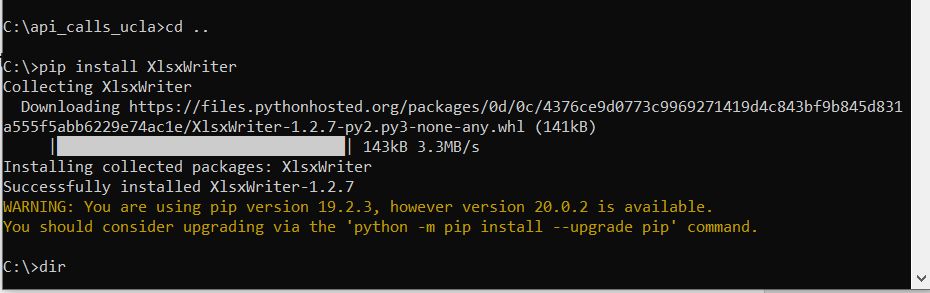 C:\api_calls_ucla>cd ..
C:\>pip install XlsxWriter
Collecting XlsxWriter
  Downloading https://files.pythonhosted.org/packages/0d/0c/4376ce9d0773c9969271419d4c843bf9b845d831
a555f5abb6229e74ac1e/XlsxWriter-1.2.7-py2.py3-none-any.whl (141kB)
     |████████████████████████████████| 143kB 3.3MB/s
Installing collected packages: XlsxWriter
Successfully installed XlsxWriter-1.2.7
WARNING: You are using pip version 19.2.3, however version 20.0.2 is available.
You should consider upgrading via the 'python -m pip install --upgrade pip' command.
C:\>dir